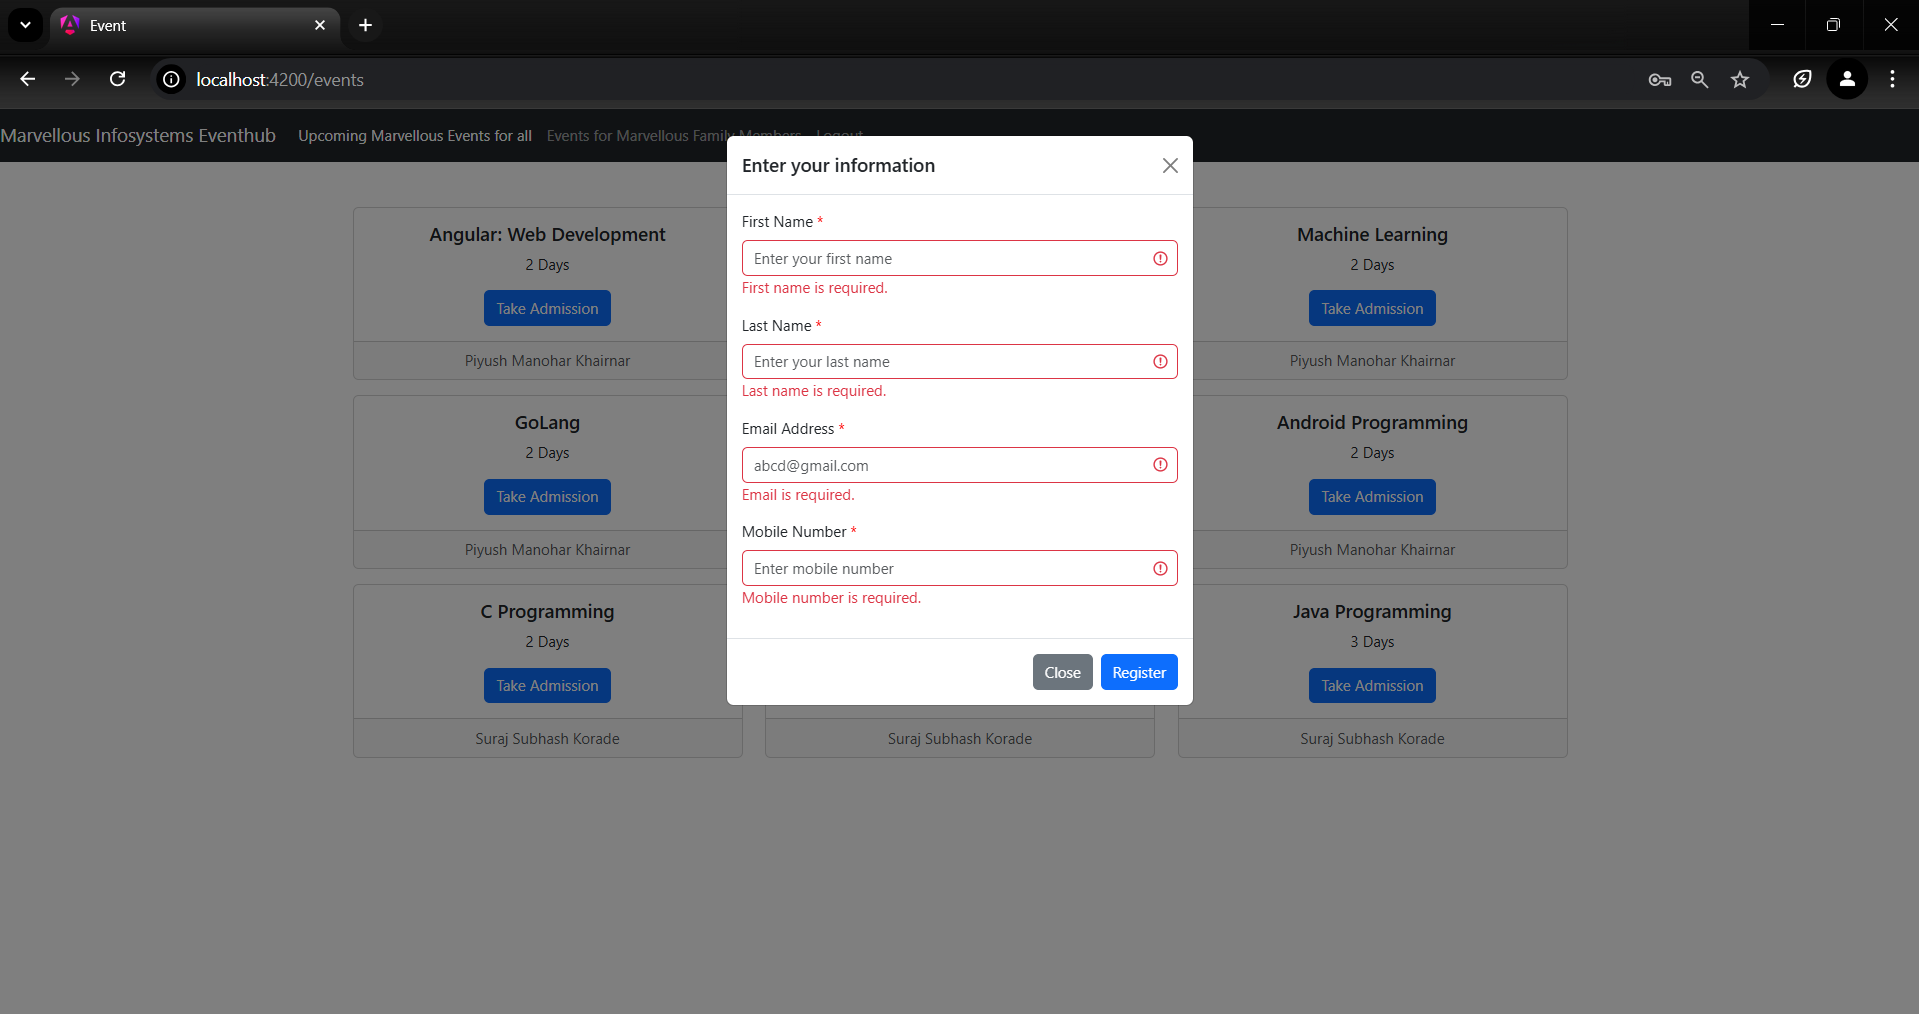 Event
localhost:4200/events
Marvellous Infosystems Eventhub Upcoming Marvellous Events for all Events for Marvellous Family Members Logout
Enter your information
First Name *
Enter your first name
First name is required.
Last Name *
Enter your last name
Last name is required.
Email Address *
abcd@gmail.com
Email is required.
Mobile Number *
Enter mobile number
Mobile number is required.
Close Register
Angular: Web Development
2 Days
Take Admission
Piyush Manohar Khairnar
Machine Learning
2 Days
Take Admission
Piyush Manohar Khairnar
GoLang
2 Days
Take Admission
Piyush Manohar Khairnar
Android Programming
2 Days
Take Admission
Piyush Manohar Khairnar
C Programming
2 Days
Take Admission
Suraj Subhash Korade
Suraj Subhash Korade
Java Programming
3 Days
Take Admission
Suraj Subhash Korade